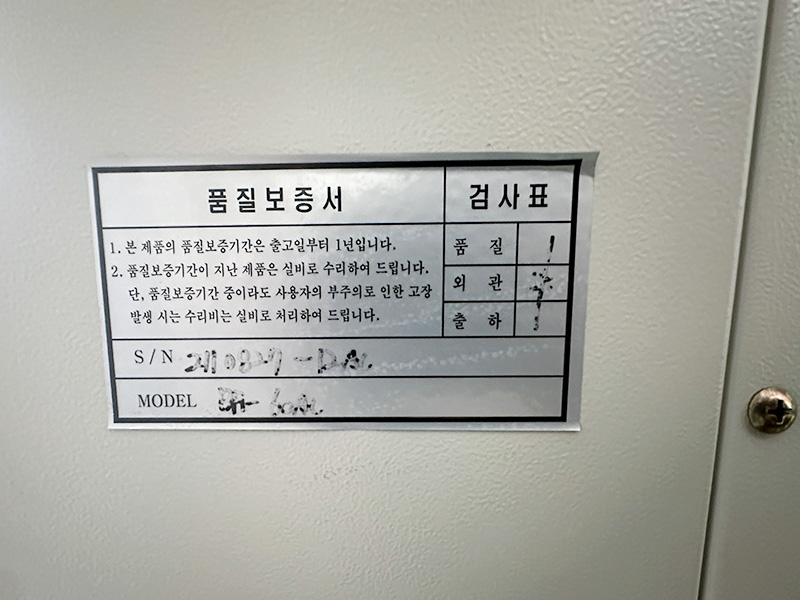 품질보증서
검사표
1. 본 제품의 품질보증기간은 출고일부터 1년입니다.
2. 품질보증기간이 지난 제품은 실비로 수리하여 드립니다.
단, 품질보증기간 중이라도 사용자의 부주의로 인한 고장
발생 시는 수리비는 실비로 처리하여 드립니다.
품 질
외 관
출 하
S/N
MODEL